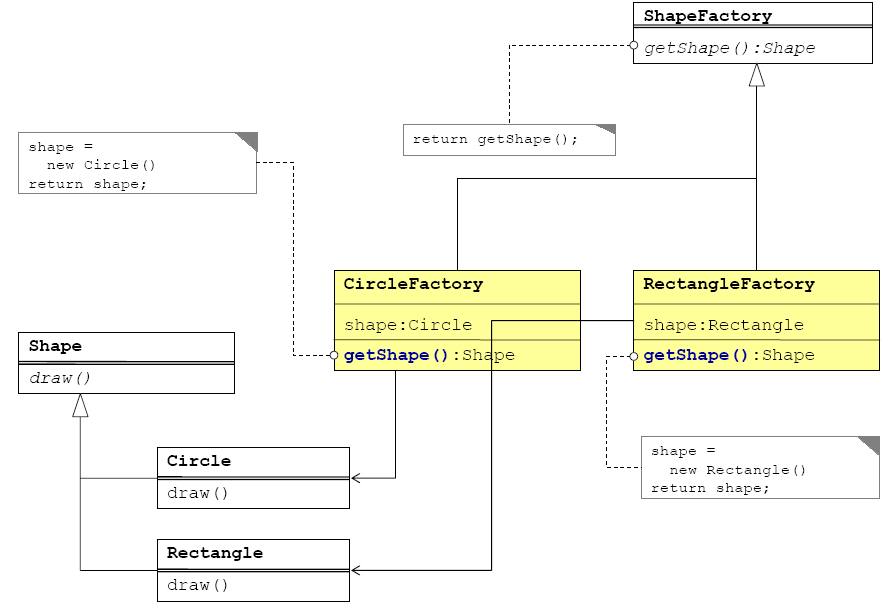 ShapeFactory
getShape():Shape
return getShape();
shape =
new Circle()
return shape;
CircleFactory
shape:Circle
getShape():Shape
RectangleFactory
shape:Rectangle
getShape():Shape
Shape
draw()
Circle
draw()
shape =
new Rectangle()
return shape;
Rectangle
draw()